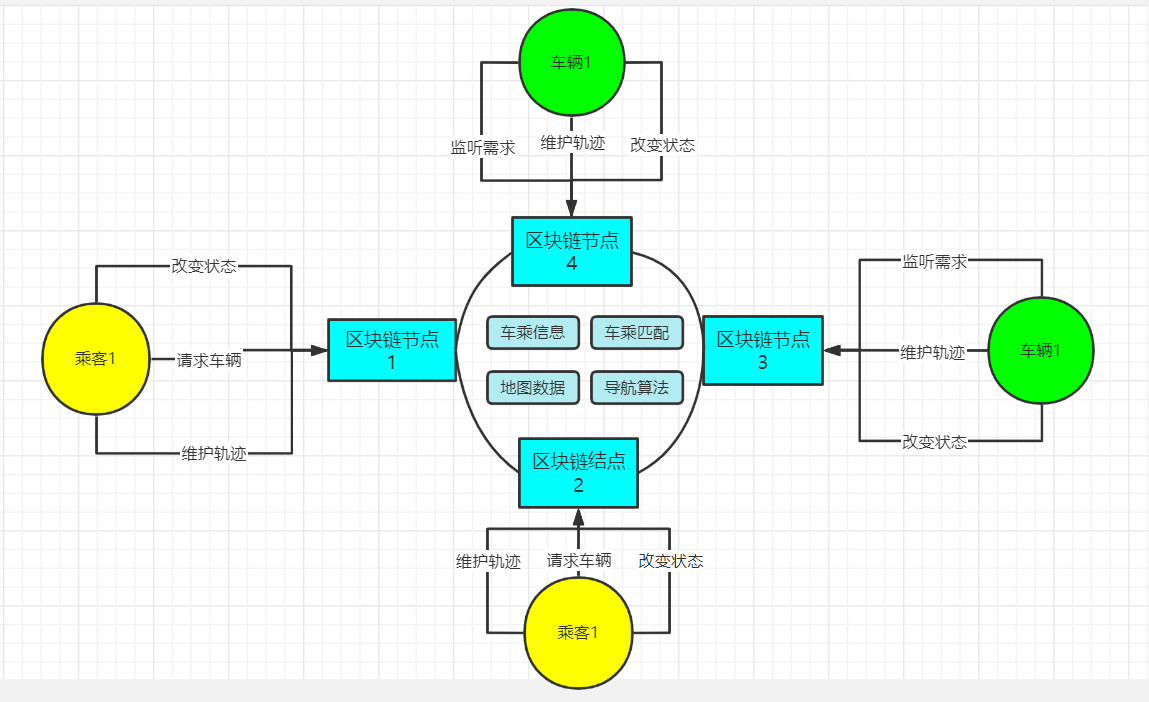 车辆1
监听需求
维护轨迹
改变状态
区块链节点
4
改变状态
乘客1
请求车辆
维护轨迹
区块链节点
1
车乘信息
车乘匹配
地图数据
导航算法
区块链节点
3
监听需求
维护轨迹
车辆1
改变状态
区块链结点
2
维护轨迹
请求车辆
改变状态
乘客1